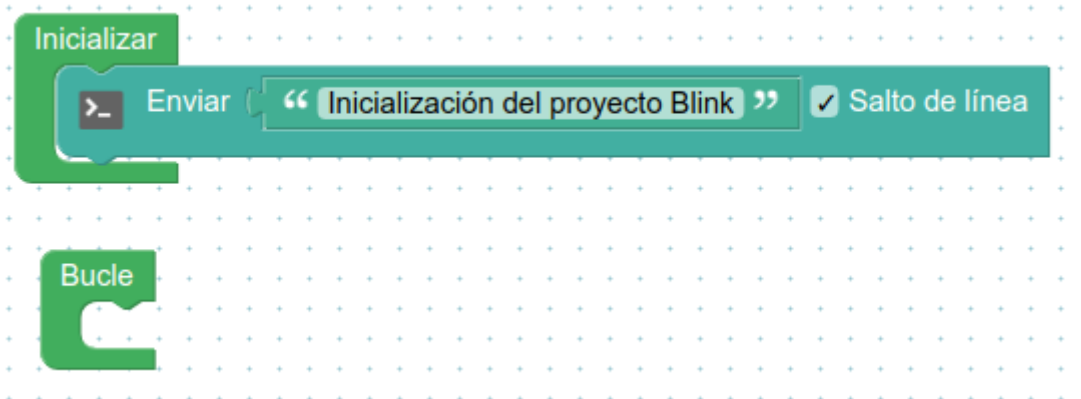 Inicializar
>_ Enviar “ Inicialización del proyecto Blink ” ✓ Salto de línea
Bucle